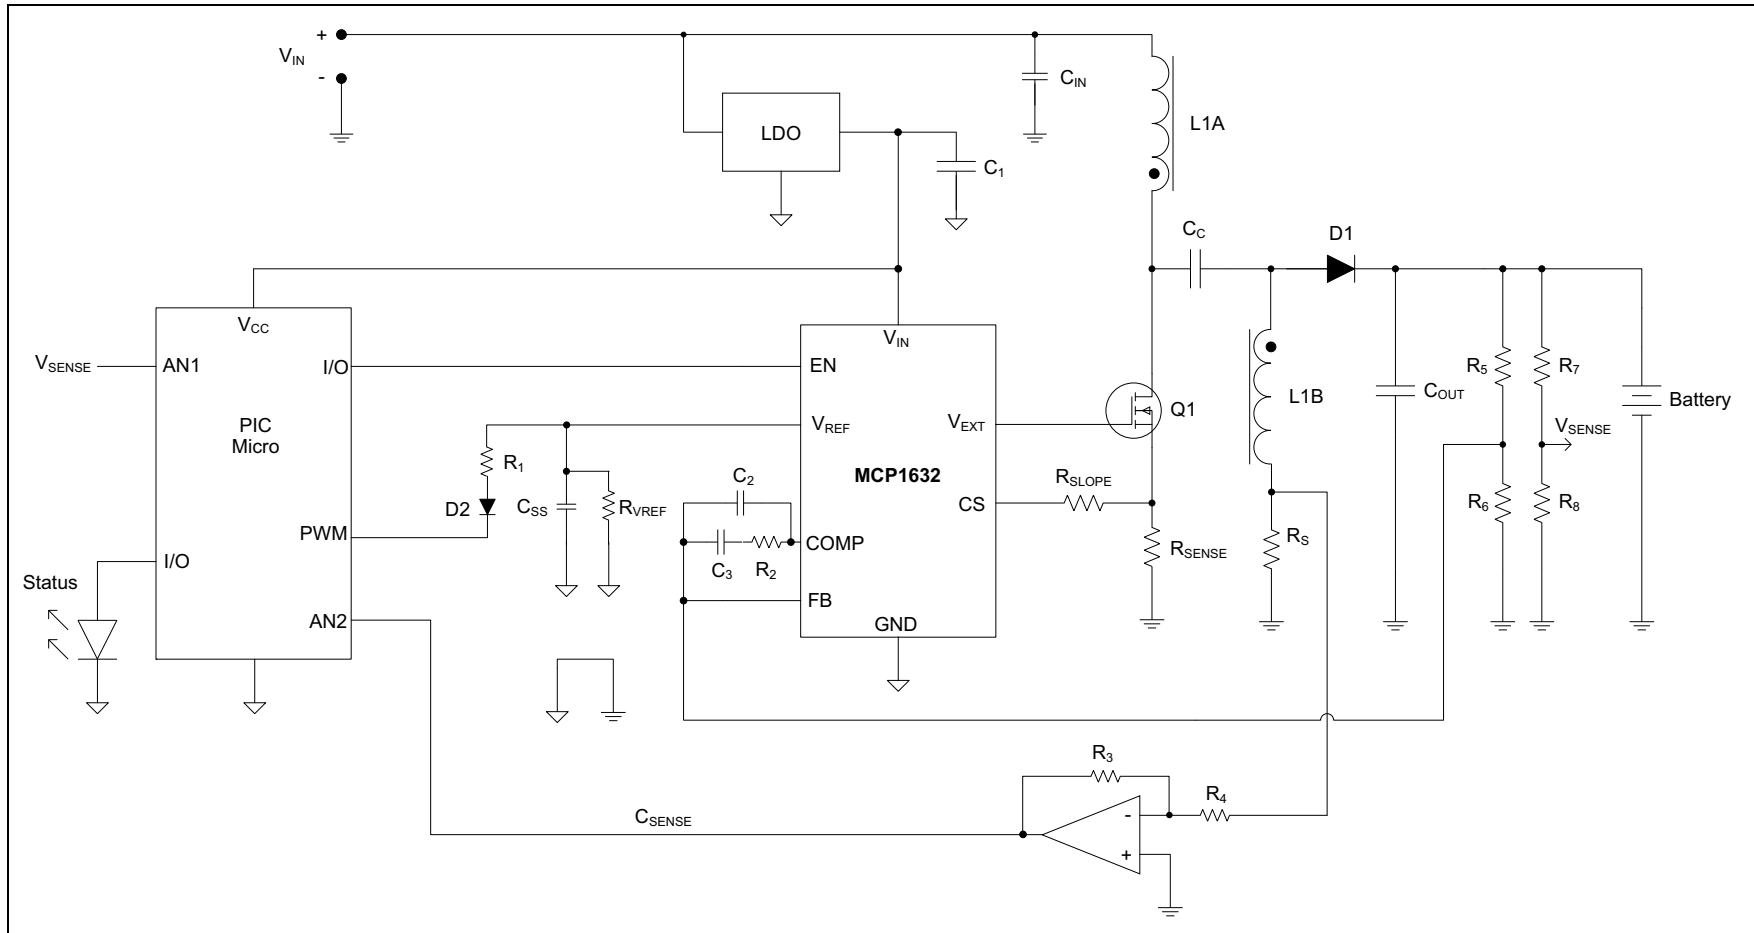 +
V_IN
-
C_IN
L1A
LDO
C_1
C_C
D1
V_CC
V_SENSE
AN1
I/O
PIC
Micro
PWM
I/O
AN2
Status
V_IN
EN
V_REF
V_EXT
MCP1632
CS
COMP
FB
GND
R_1
D2
C_SS
R_VREF
C_2
C_3
R_2
Q1
R_SLOPE
R_SENSE
L1B
R_S
C_OUT
R_5
R_7
V_SENSE
R_6
R_8
Battery
R_3
R_4
C_SENSE
-
+